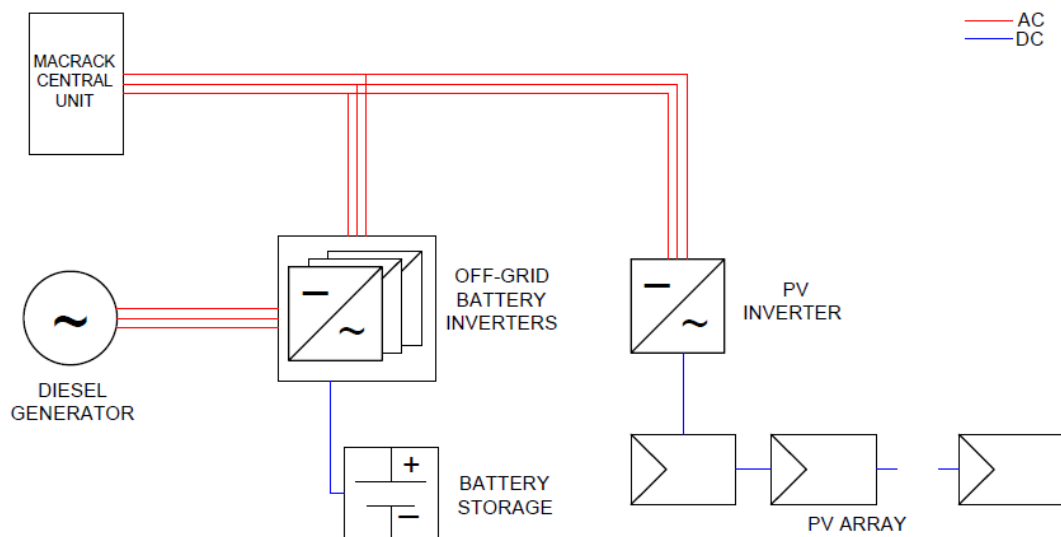 AC
DC
MACRACK
CENTRAL
UNIT
OFF-GRID
BATTERY
INVERTERS
PV
INVERTER
DIESEL
GENERATOR
BATTERY
STORAGE
PV ARRAY